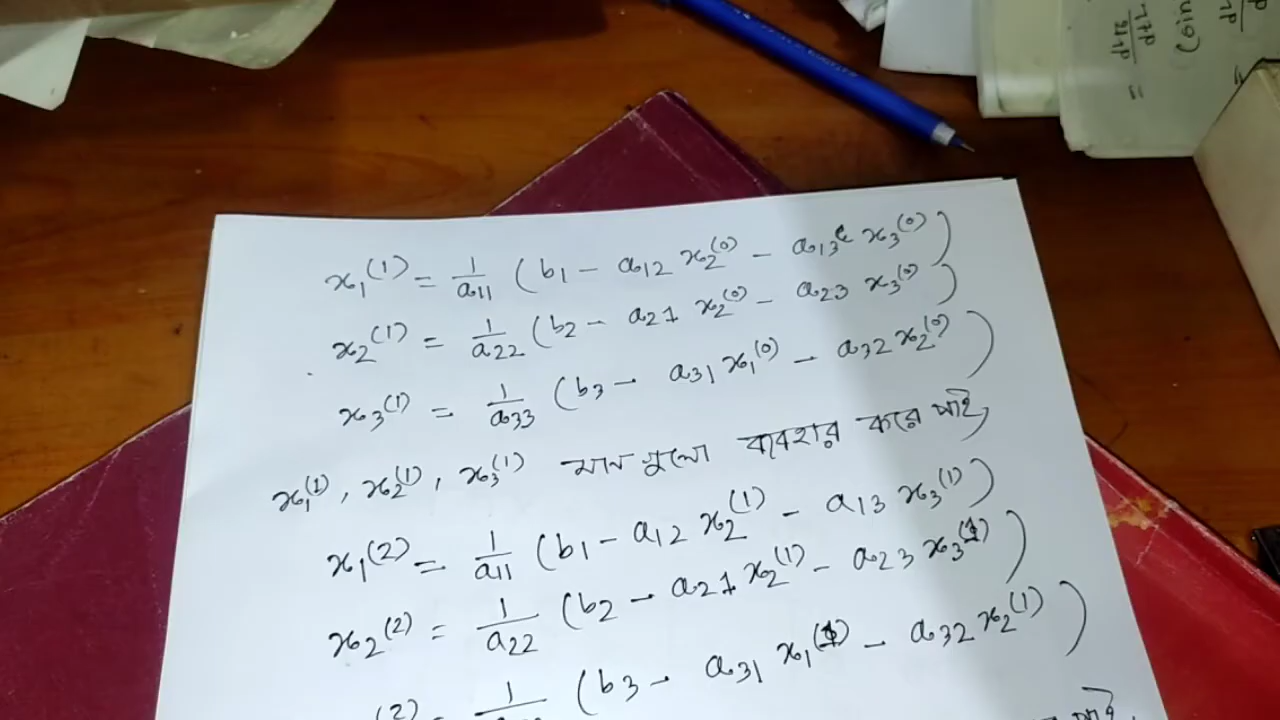 x₁⁽¹⁾ = 1/a₁₁ (b₁ - a₁₂ x₂⁽⁰⁾ - a₁₃ x₃⁽⁰⁾)
x₂⁽¹⁾ = 1/a₂₂ (b₂ - a₂₁ x₂⁽⁰⁾ - a₂₃ x₃⁽⁰⁾)
x₃⁽¹⁾ = 1/a₃₃ (b₃ - a₃₁ x₁⁽⁰⁾ - a₃₂ x₂⁽⁰⁾)
x₁⁽¹⁾, x₂⁽¹⁾, x₃⁽¹⁾ মান গুলো ব্যবহার করে পাই,
x₁⁽²⁾ = 1/a₁₁ (b₁ - a₁₂ x₂⁽¹⁾ - a₁₃ x₃⁽¹⁾)
x₂⁽²⁾ = 1/a₂₂ (b₂ - a₂₁ x₂⁽¹⁾ - a₂₃ x₃⁽¹⁾)
⁽²⁾ = 1/ (b₃ - a₃₁ x₁⁽¹⁾ - a₃₂ x₂⁽¹⁾)